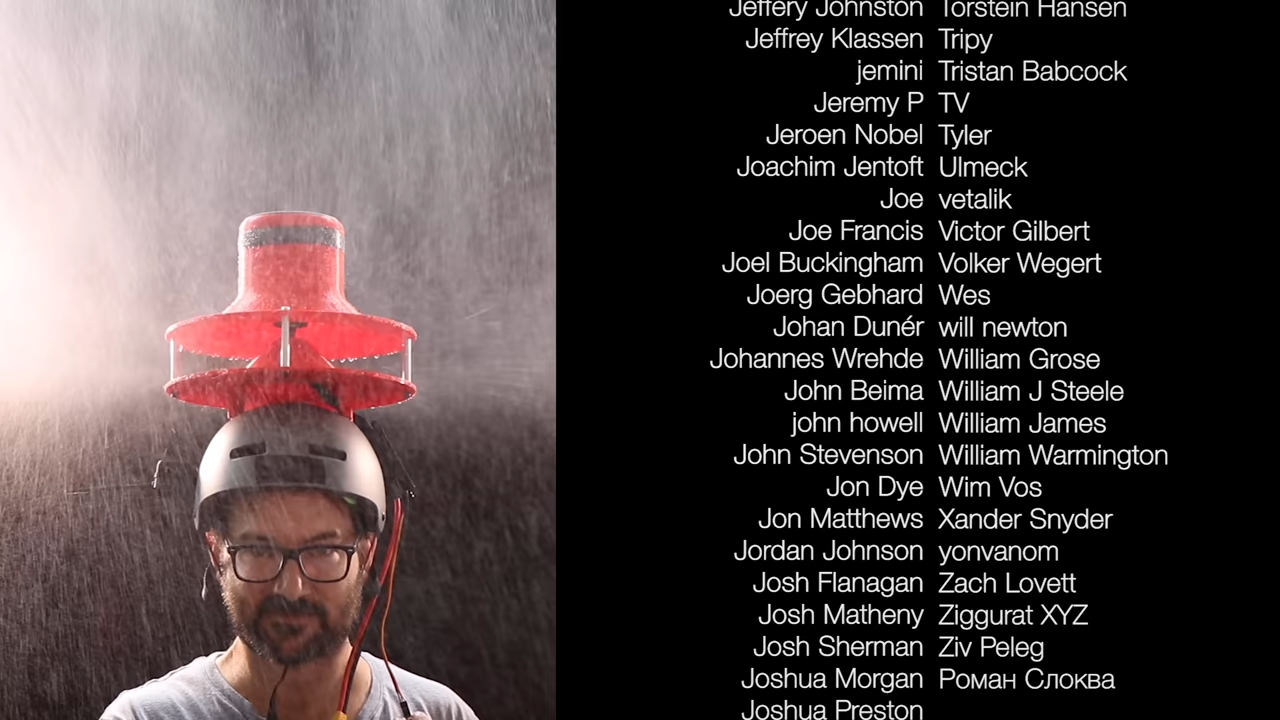 Jeffery Johnston Torstein Hansen
Jeffrey Klassen Tripy
jemini Tristan Babcock
Jeremy P TV
Jeroen Nobel Tyler
Joachim Jentoft Ulmeck
Joe vetalik
Joe Francis Victor Gilbert
Joel Buckingham Volker Wegert
Joerg Gebhard Wes
Johan Dunér will newton
Johannes Wrehde William Grose
John Beima William J Steele
john howell William James
John Stevenson William Warmington
Jon Dye Wim Vos
Jon Matthews Xander Snyder
Jordan Johnson yonvanom
Josh Flanagan Zach Lovett
Josh Matheny Ziggurat XYZ
Josh Sherman Ziv Peleg
Joshua Morgan Роман Слоква
Joshua Preston